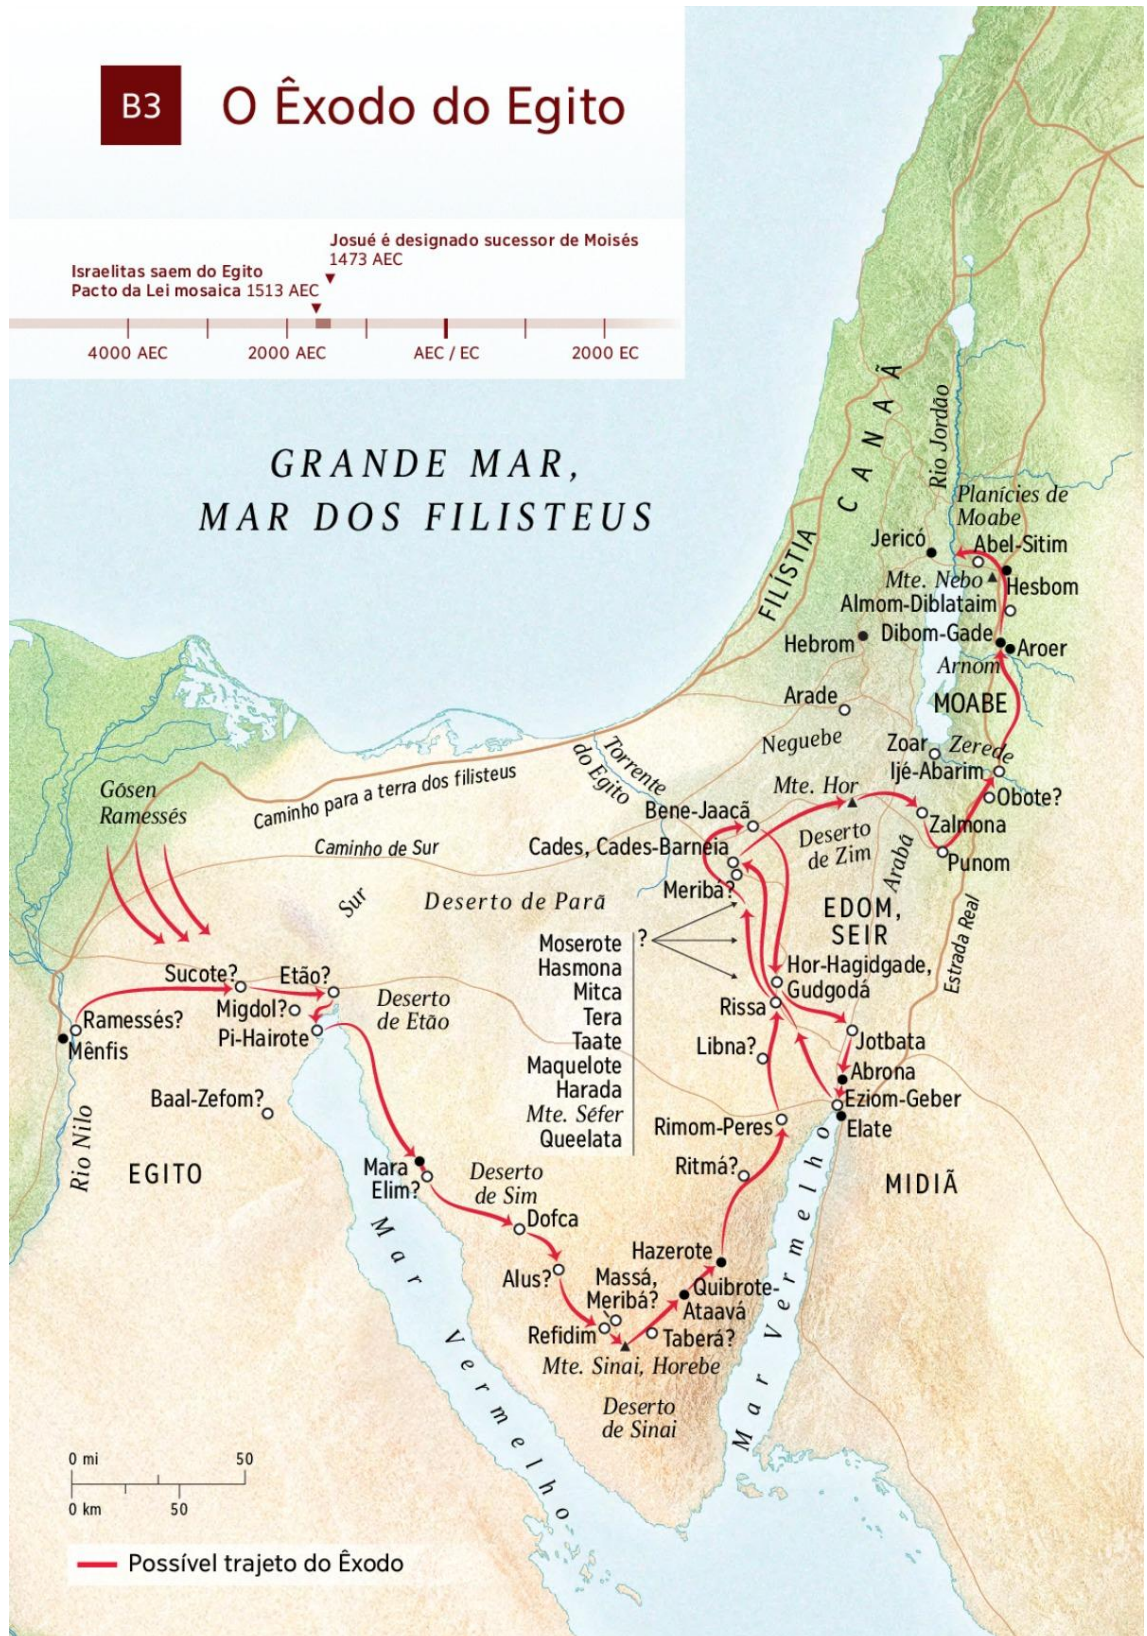 B3
O Êxodo do Egito
Josué é designado sucessor de Moisés
1473 AEC
Israelitas saem do Egito
Pacto da Lei mosaica 1513 AEC
4000 AEC
2000 AEC
AEC / EC
2000 EC
GRANDE MAR,
MAR DOS FILISTEUS
CANAÃ
Rio Jordão
FILÍSTIA
Planícies de
Moabe
Jericó
Abel-Sitim
Mte. Nebo
Hesbom
Almom-Diblataim
Hebrom
Dibom-Gade
Aroer
Arnom
Arade
MOABE
Neguebe
Zoar
Zerede
Ijé-Abarim
Torrente
do Egito
Mte. Hor
Obote?
Gósen
Ramessés
Caminho para a terra dos filisteus
Bene-Jaacã
Zalmona
Caminho de Sur
Cades, Cades-Barneia
Deserto
de Zim
Arabá
Punom
Sur
Deserto de Parã
Meribá?
EDOM,
SEIR
Estrada Real
Moserote
Hasmona
Mitca
Tera
Taate
Maquelote
Harada
Mte. Séfer
Queelata
?
Hor-Hagidgade,
Gudgodá
Sucote?
Etão?
Migdol?
Deserto
de Etão
Rissa
Ramessés?
Pi-Hairote
Mênfis
Jotbata
Libna?
Abrona
Baal-Zefom?
Eziom-Geber
Rio Nilo
Rimom-Peres
Elate
EGITO
Mara
Elim?
Deserto
de Sim
Ritmá?
MIDIÃ
Dofca
Hazerote
Alus?
Massá,
Meribá?
Quibrote-
Ataavá
Refidim
Taberá?
Mte. Sinai, Horebe
Mar Vermelho
Mar Vermelho
Deserto
de Sinai
0 mi 50
0 km 50
Possível trajeto do Êxodo